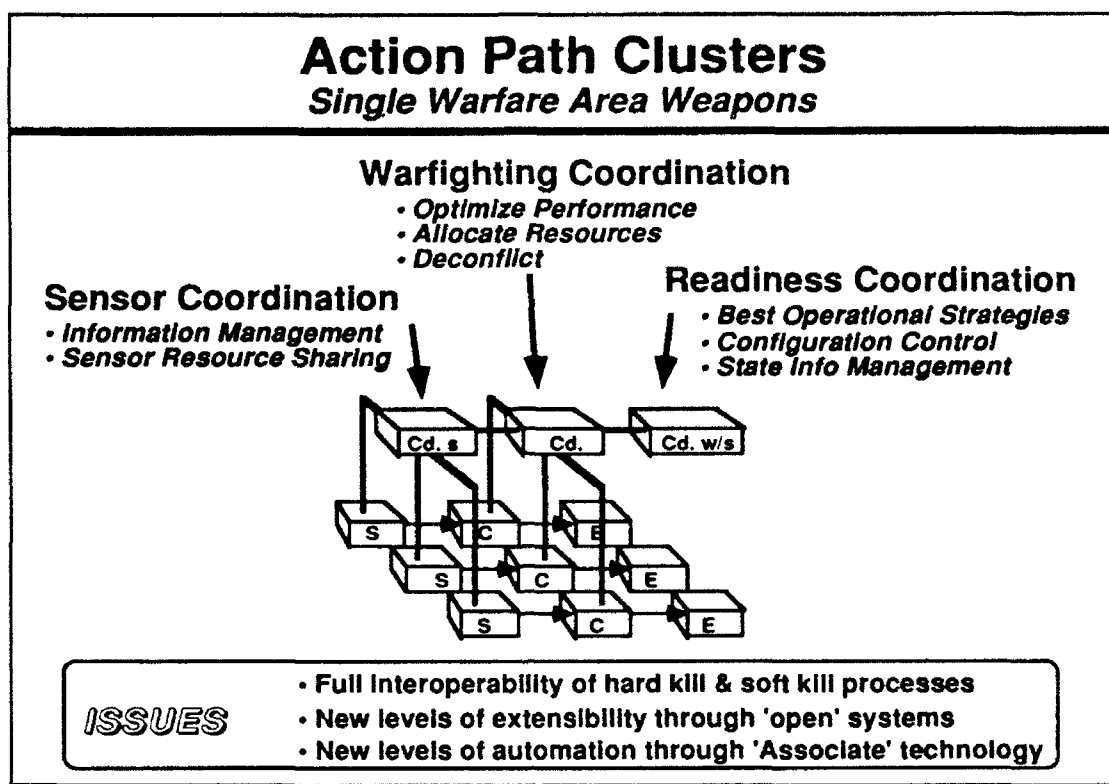 Action Path Clusters
Single Warfare Area Weapons
Warfighting Coordination
• Optimize Performance
• Allocate Resources
• Deconflict
Sensor Coordination
• Information Management
• Sensor Resource Sharing
Readiness Coordination
• Best Operational Strategies
• Configuration Control
• State Info Management
Cd. s
Cd.
Cd. w/s
S
C
E
S
C
E
S
C
E
ISSUES
• Full interoperability of hard kill & soft kill processes
• New levels of extensibility through 'open' systems
• New levels of automation through 'Associate' technology